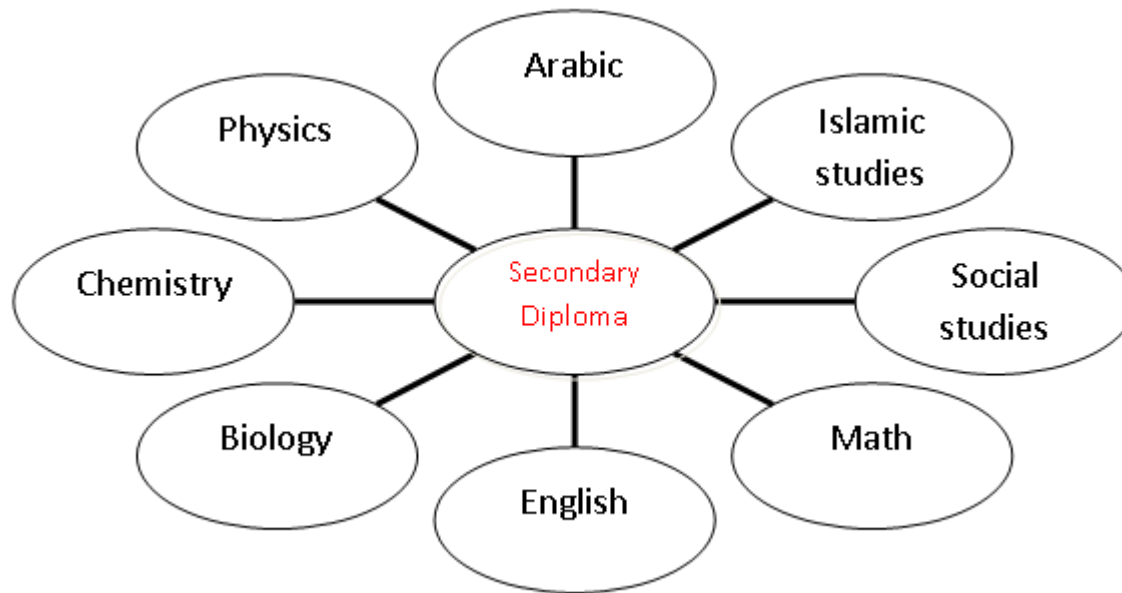 Arabic
Islamic
studies
Social
studies
Math
English
Biology
Chemistry
Physics
Secondary
Diploma